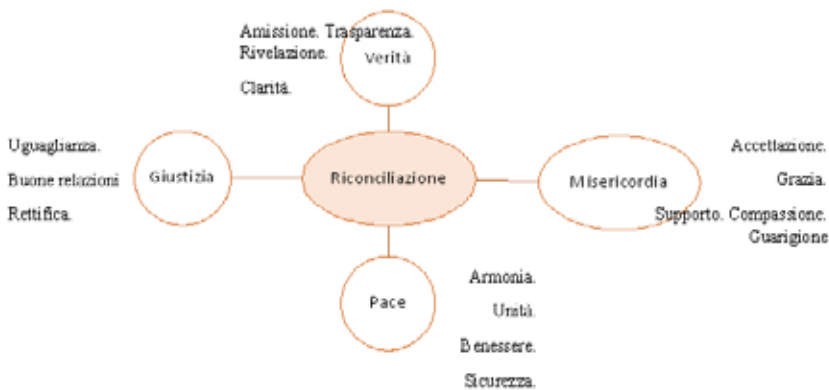 Amissione. Trasparenza.
Rivelazione.
Verità
Clarità.
Uguaglianza.
Buone relazioni
Rettifica.
Giustizia
Riconciliazione
Misericordia
Accettazione.
Grazia.
Supporto. Compassione.
Guarigione
Pace
Armonia.
Unità.
Benessere.
Sicurezza.